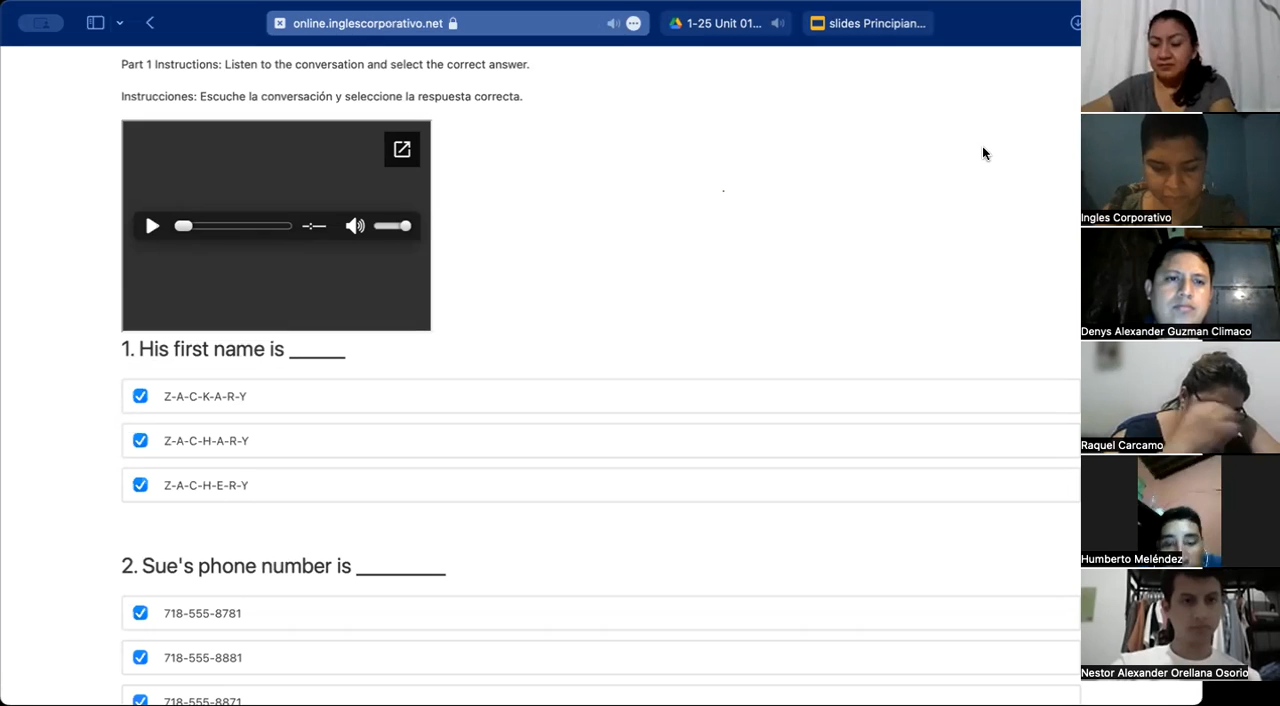 online.inglescorporativo.net
1-25 Unit 01...
slides Principian...
Part 1 Instructions: Listen to the conversation and select the correct answer.
Instrucciones: Escuche la conversación y seleccione la respuesta correcta.
1. His first name is ______
Z-A-C-K-A-R-Y
Z-A-C-H-A-R-Y
Z-A-C-H-E-R-Y
2. Sue's phone number is _________
718-555-8781
718-555-8881
718-555-8871
Ingles Corporativo
Denys Alexander Guzman Climaco
Raquel Carcamo
Humberto Meléndez
Nestor Alexander Orellana Osorio